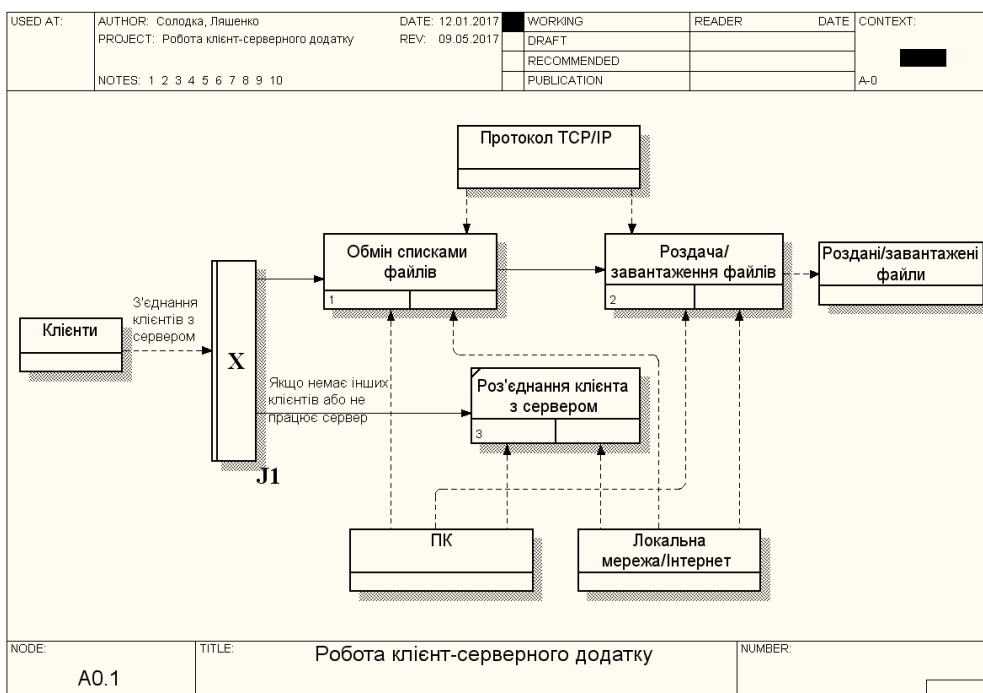 USED AT:
AUTHOR: Солодка, Ляшенко
DATE: 12.01.2017
PROJECT: Робота клієнт-серверного додатку
REV: 09.05.2017
NOTES: 1 2 3 4 5 6 7 8 9 10
WORKING
DRAFT
RECOMMENDED
PUBLICATION
READER
DATE
CONTEXT:
A-0
Протокол TCP/IP
Обмін списками
файлів
1
Роздача/
завантаження файлів
2
Роздані/завантажені
файли
З'єднання
клієнтів з
сервером
Клієнти
X
J1
Якщо немає інших
клієнтів або не
працює сервер
Роз'єднання клієнта
з сервером
3
ПК
Локальна
мережа/Інтернет
NODE:
A0.1
TITLE:
Робота клієнт-серверного додатку
NUMBER: